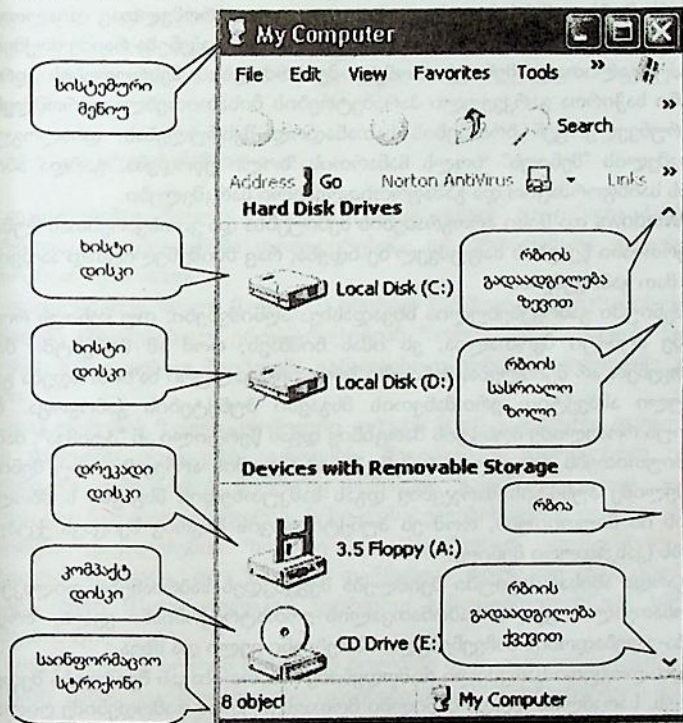 My Computer
სისტემური
მენიუ
File Edit View Favorites Tools »
»
Search
Address Go Norton AntiVirus Links »
Hard Disk Drives
ხისტი
დისკი
Local Disk (C:)
რბიის
გადაადგილება
ზევით
ხისტი
დისკი
Local Disk (D:)
რბიის
სასრიალო
ზოლი
Devices with Removable Storage
დრეკადი
დისკი
3.5 Floppy (A:)
რბია
კომპაქტ
დისკი
CD Drive (E:)
რბიის
გადაადგილება
ქვევით
საინფორმაციო
სტრიქონი
8 object
My Computer